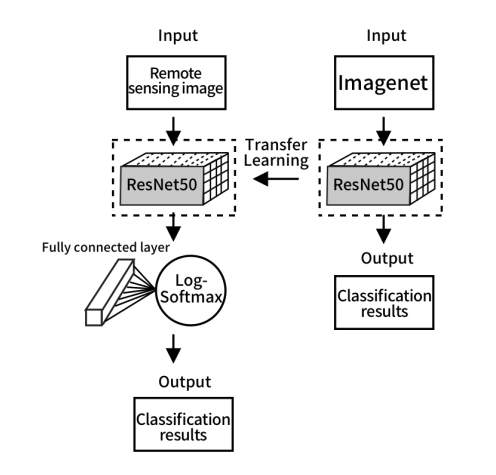 Input
Remote
sensing image
ResNet50
Fully connected layer
Log-
Softmax
Output
Classification
results
Transfer
Learning
Input
Imagenet
ResNet50
Output
Classification
results